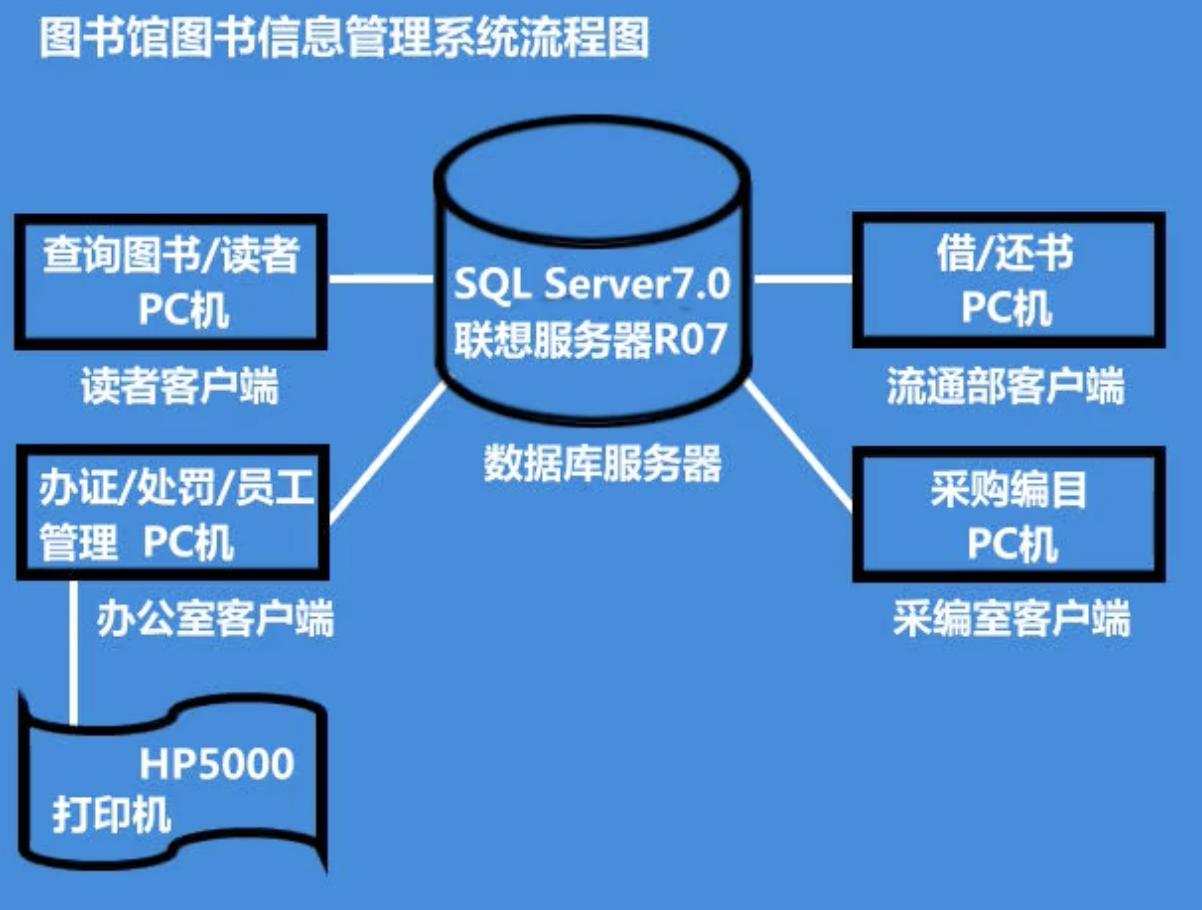 图书馆图书信息管理系统流程图
查询图书/读者
PC机
读者客户端
SQL Server7.0
联想服务器R07
数据库服务器
借/还书
PC机
流通部客户端
办证/处罚/员工
管理 PC机
办公室客户端
采购编目
PC机
采编室客户端
HP5000
打印机